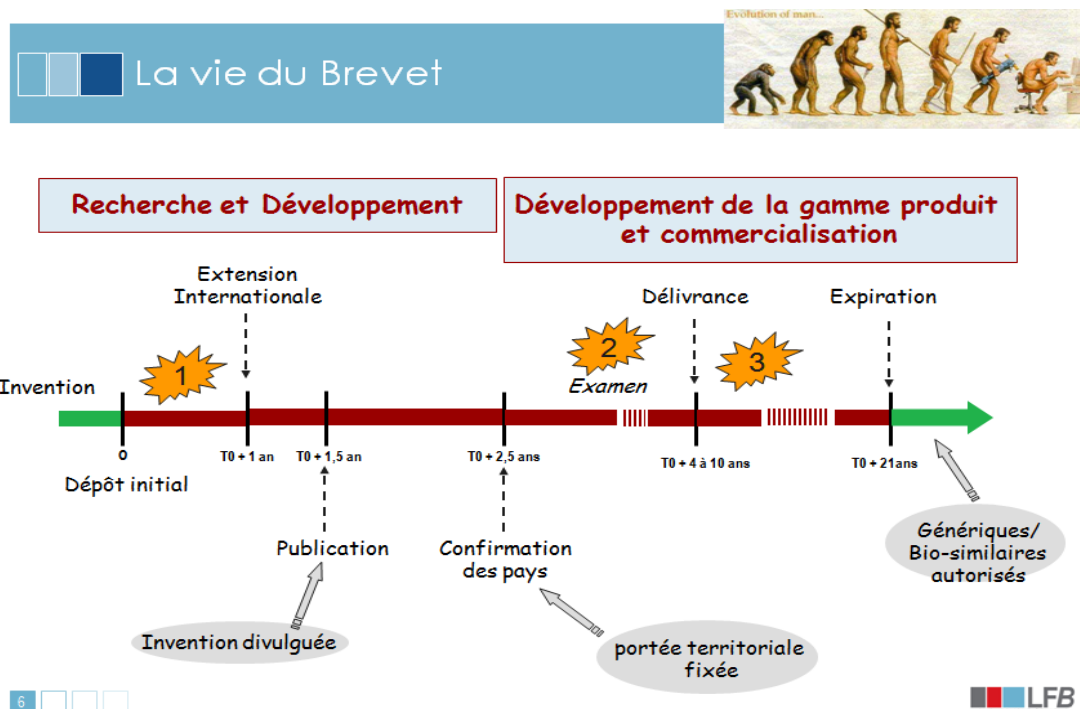 Evolution of man...
La vie du Brevet
Recherche et Développement
Développement de la gamme produit
et commercialisation
Extension
Internationale
Délivrance
Expiration
1
2
3
Invention
Examen
0
T0 + 1 an
T0 + 1,5 an
T0 + 2,5 ans
T0 + 4 à 10 ans
T0 + 21ans
Dépôt initial
Publication
Confirmation
des pays
Génériques/
Bio-similaires
autorisés
Invention divulguée
portée territoriale
fixée
6
LFB